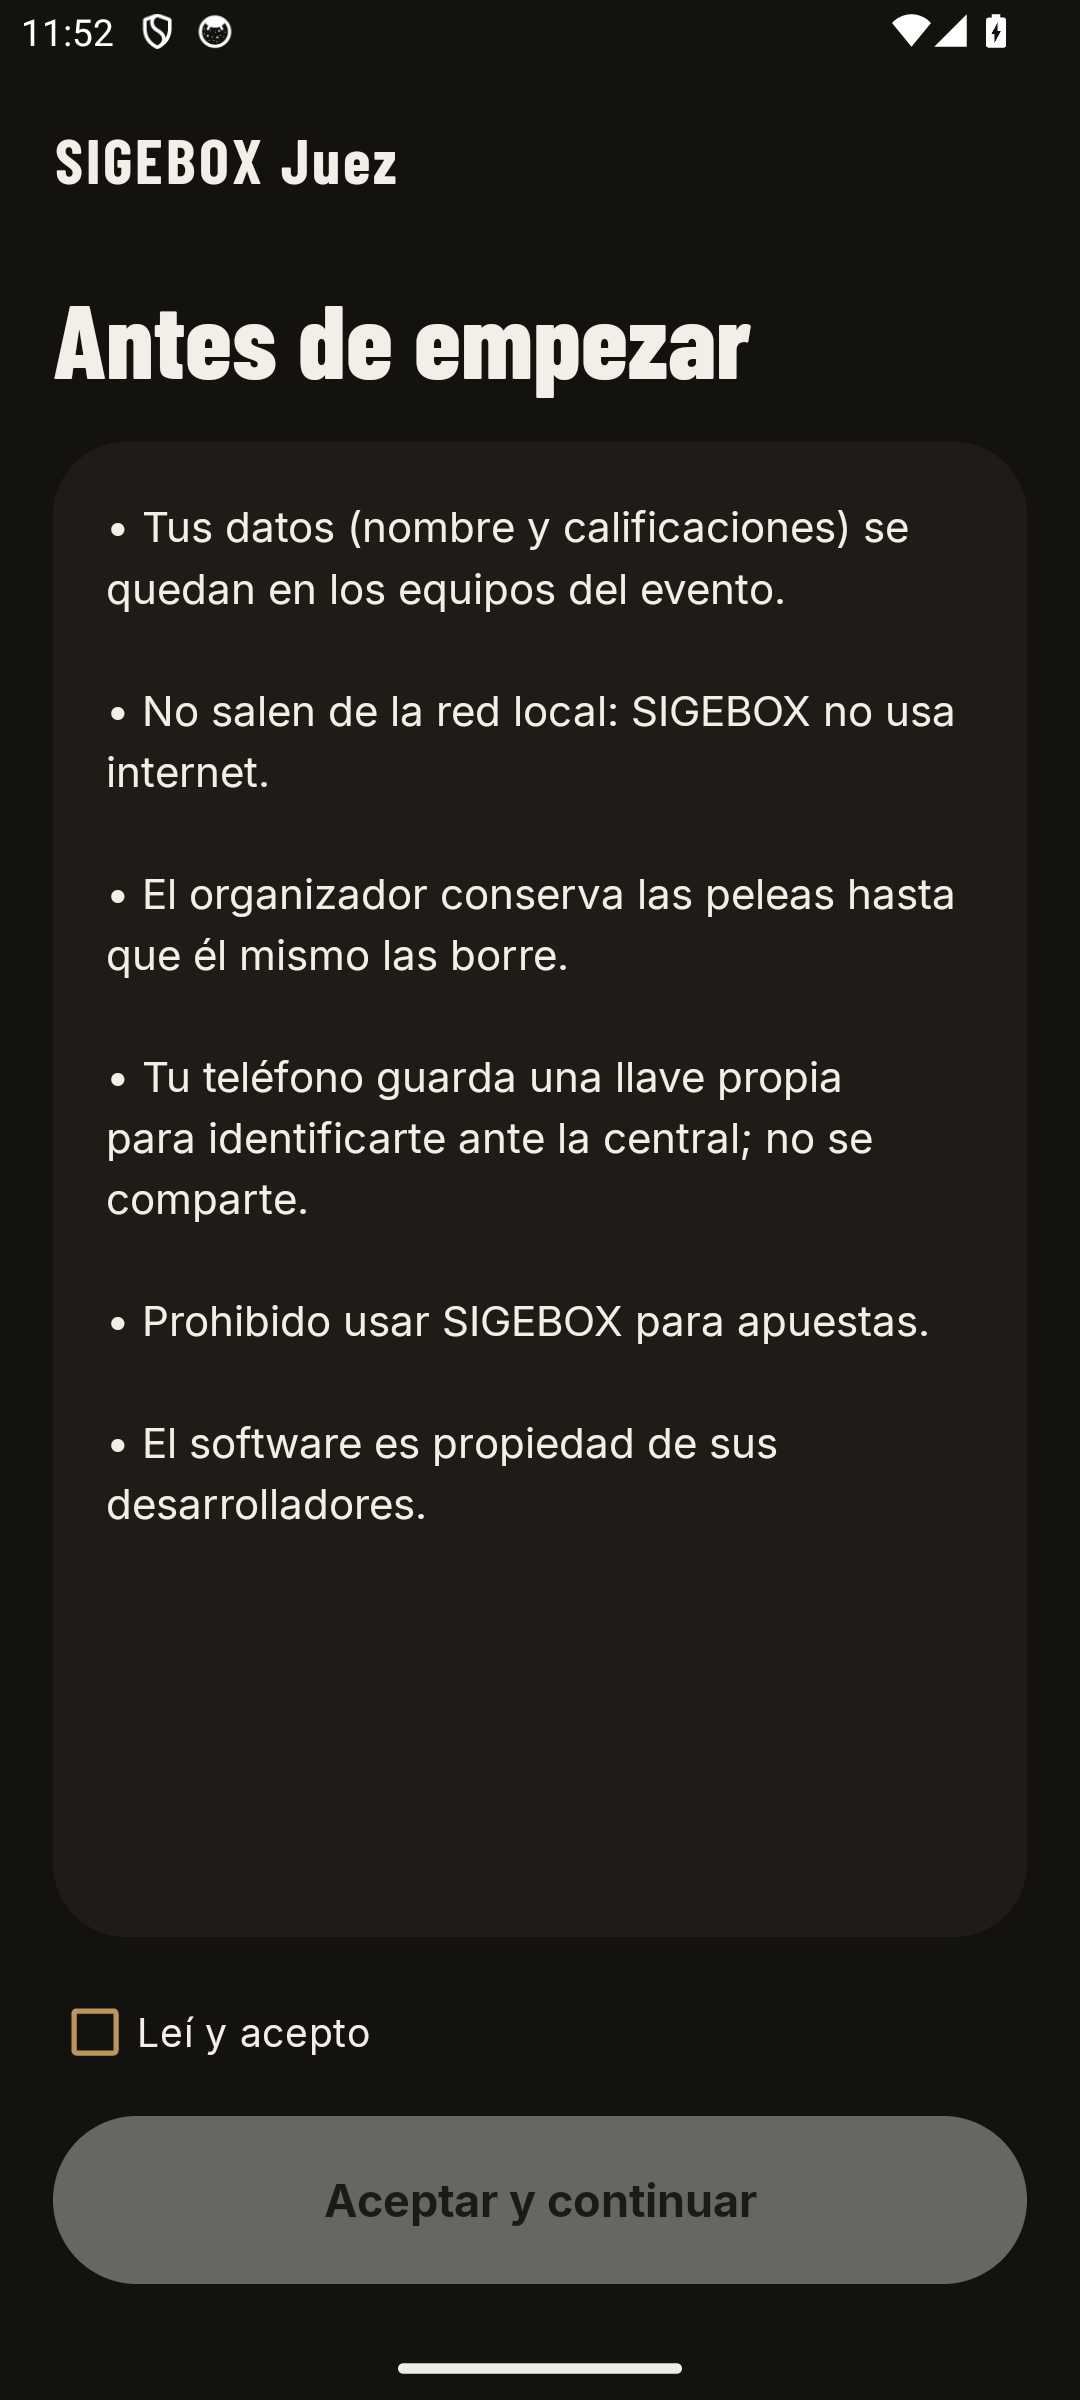 11:52
SIGEBOX Juez
Antes de empezar
• Tus datos (nombre y calificaciones) se
quedan en los equipos del evento.
• No salen de la red local: SIGEBOX no usa
internet.
• El organizador conserva las peleas hasta
que él mismo las borre.
• Tu teléfono guarda una llave propia
para identificarte ante la central; no se
comparte.
• Prohibido usar SIGEBOX para apuestas.
• El software es propiedad de sus
desarrolladores.
Leí y acepto
Aceptar y continuar